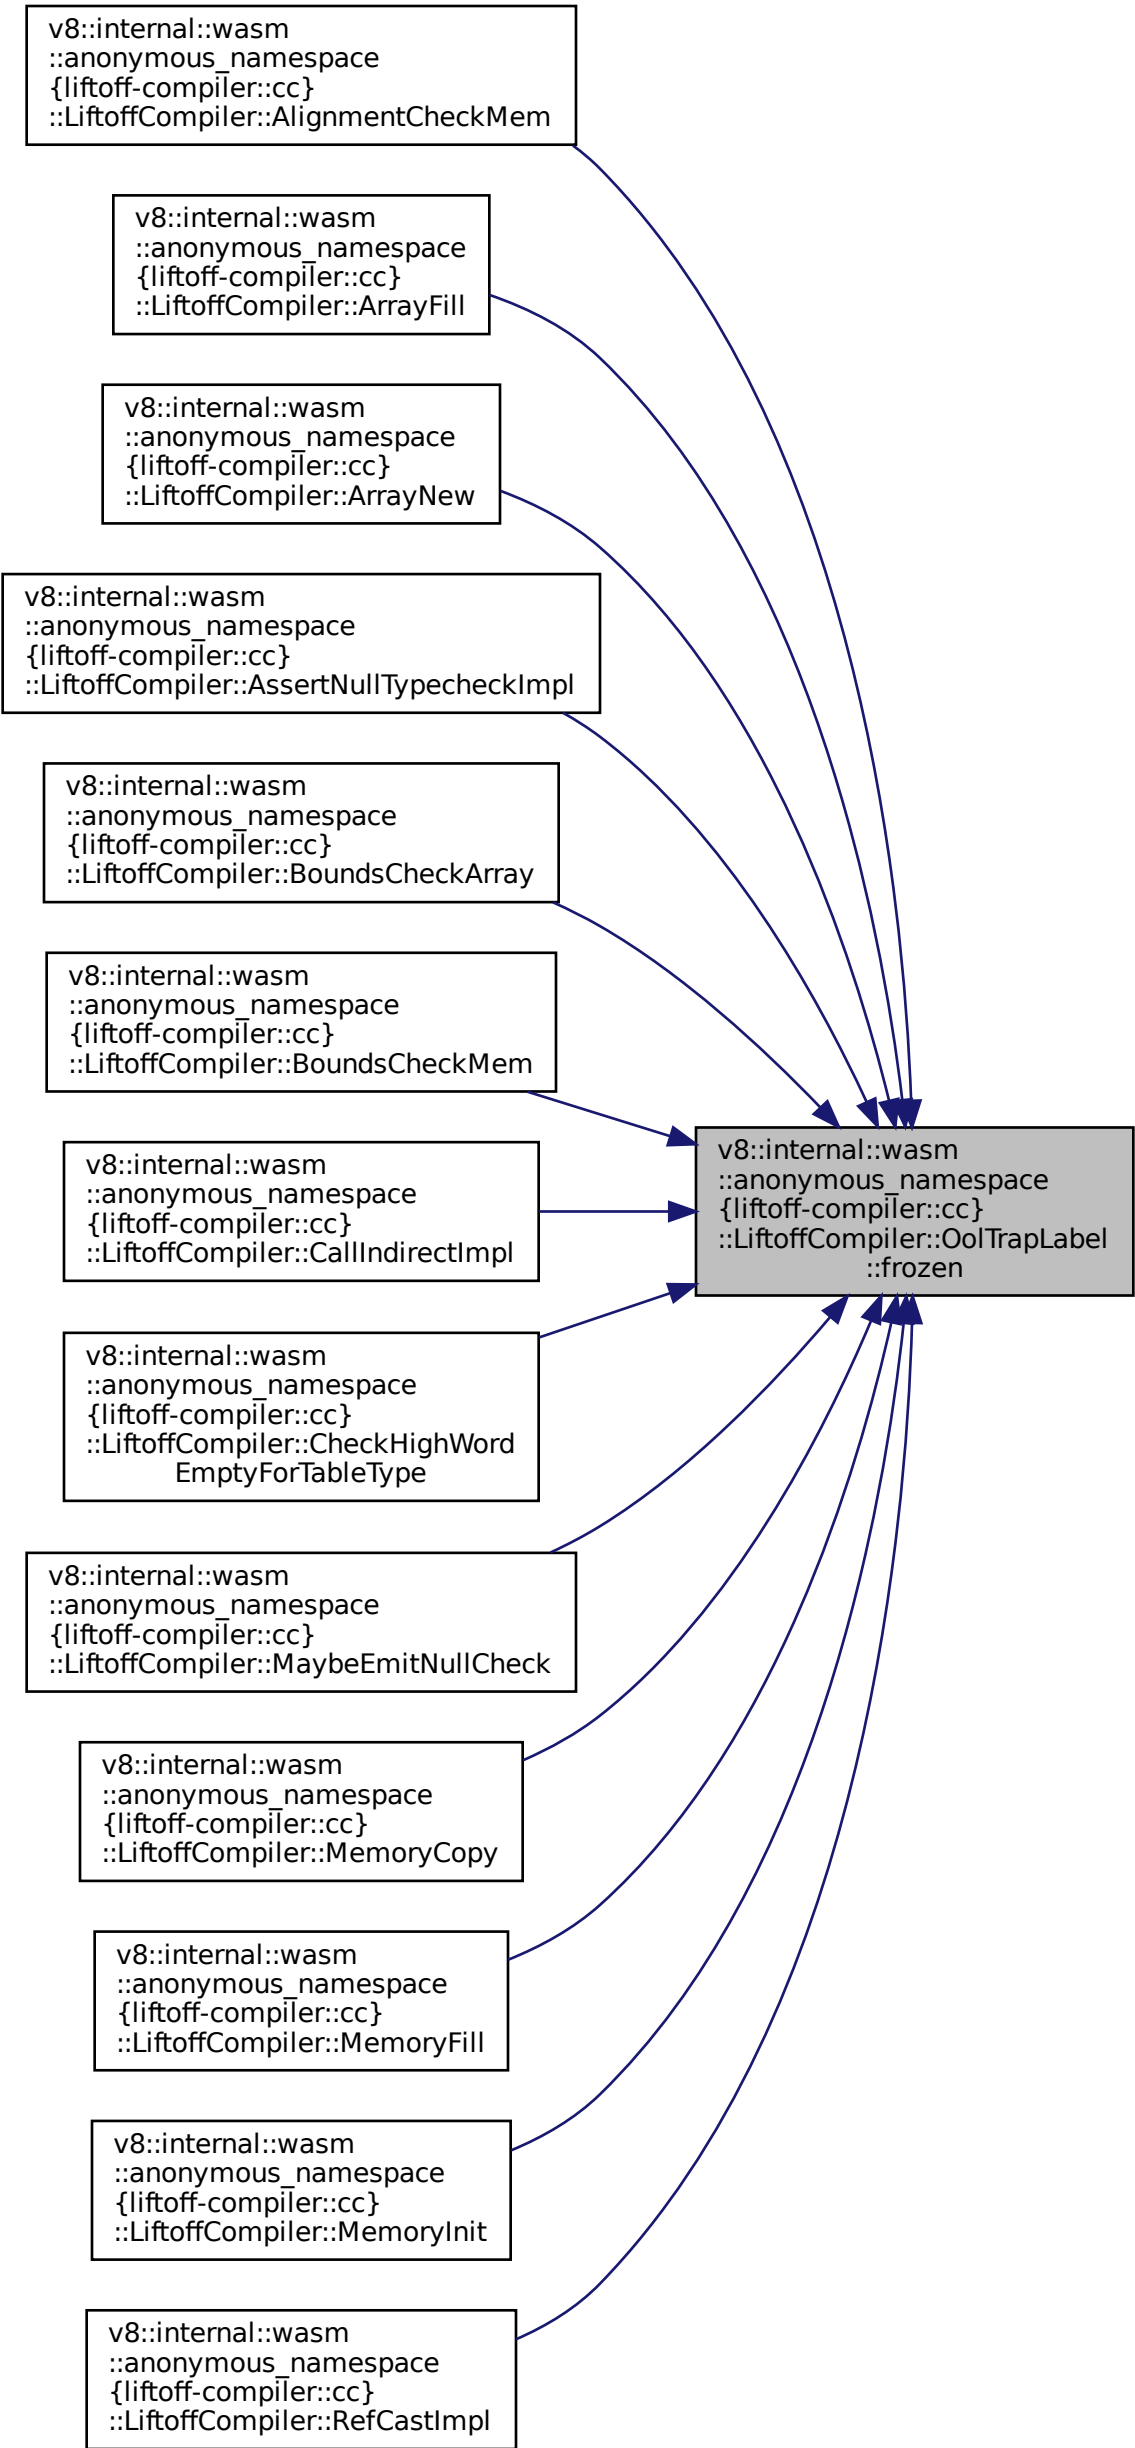 v8::internal::wasm
::anonymous_namespace
{liftoff-compiler::cc}
::LiftoffCompiler::AlignmentCheckMem
v8::internal::wasm
::anonymous_namespace
{liftoff-compiler::cc}
::LiftoffCompiler::ArrayFill
v8::internal::wasm
::anonymous_namespace
{liftoff-compiler::cc}
::LiftoffCompiler::ArrayNew
v8::internal::wasm
::anonymous_namespace
{liftoff-compiler::cc}
::LiftoffCompiler::AssertNullTypecheckImpl
v8::internal::wasm
::anonymous_namespace
{liftoff-compiler::cc}
::LiftoffCompiler::BoundsCheckArray
v8::internal::wasm
::anonymous_namespace
{liftoff-compiler::cc}
::LiftoffCompiler::BoundsCheckMem
v8::internal::wasm
::anonymous_namespace
{liftoff-compiler::cc}
::LiftoffCompiler::OolTrapLabel
::frozen
v8::internal::wasm
::anonymous_namespace
{liftoff-compiler::cc}
::LiftoffCompiler::CallIndirectImpl
v8::internal::wasm
::anonymous_namespace
{liftoff-compiler::cc}
::LiftoffCompiler::CheckHighWord
EmptyForTableType
v8::internal::wasm
::anonymous_namespace
{liftoff-compiler::cc}
::LiftoffCompiler::MaybeEmitNullCheck
v8::internal::wasm
::anonymous_namespace
{liftoff-compiler::cc}
::LiftoffCompiler::MemoryCopy
v8::internal::wasm
::anonymous_namespace
{liftoff-compiler::cc}
::LiftoffCompiler::MemoryFill
v8::internal::wasm
::anonymous_namespace
{liftoff-compiler::cc}
::LiftoffCompiler::MemoryInit
v8::internal::wasm
::anonymous_namespace
{liftoff-compiler::cc}
::LiftoffCompiler::RefCastImpl